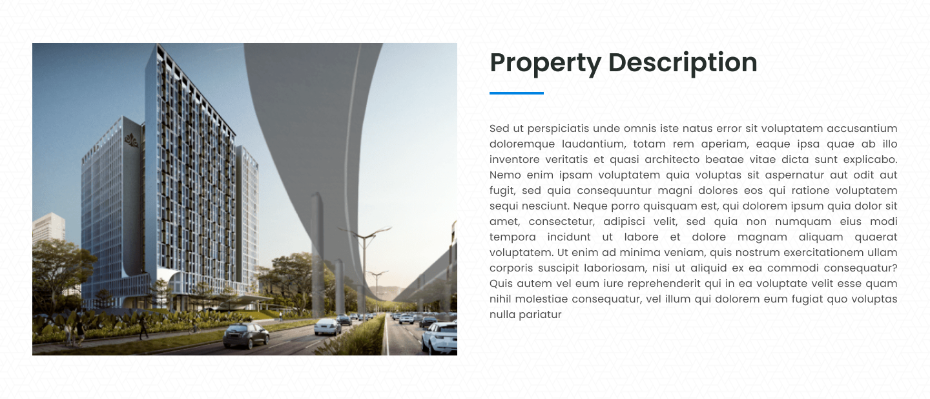 Property Description
Sed ut perspiciatis unde omnis iste natus error sit voluptatem accusantium
doloremque laudantium, totam rem aperiam, eaque ipsa quae ab illo
inventore veritatis et quasi architecto beatae vitae dicta sunt explicabo.
Nemo enim ipsam voluptatem quia voluptas sit aspernatur aut odit aut
fugit, sed quia consequuntur magni dolores eos qui ratione voluptatem
sequi nesciunt. Neque porro quisquam est, qui dolorem ipsum quia dolor sit
amet, consectetur, adipisci velit, sed quia non numquam eius modi
tempora incidunt ut labore et dolore magnam aliquam quaerat
voluptatem. Ut enim ad minima veniam, quis nostrum exercitationem ullam
corporis suscipit laboriosam, nisi ut aliquid ex ea commodi consequatur?
Quis autem vel eum iure reprehenderit qui in ea voluptate velit esse quam
nihil molestiae consequatur, vel illum qui dolorem eum fugiat quo voluptas
nulla pariatur